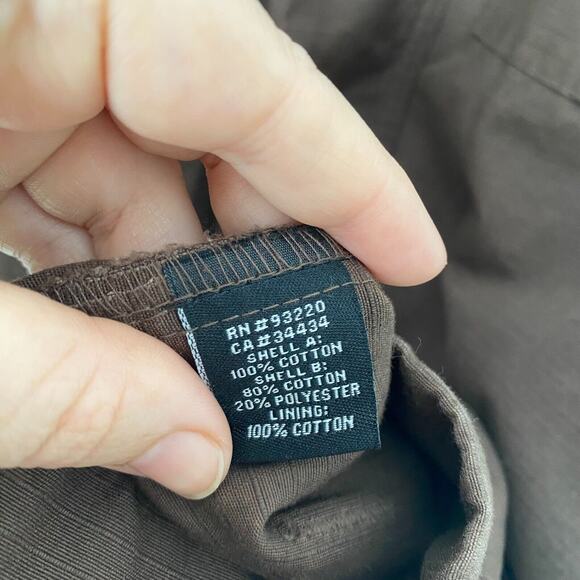 RN#93220
CA#34434
SHELL A:
100% COTTON
SHELL B:
80% COTTON
20% POLYESTER
LINING:
100% COTTON